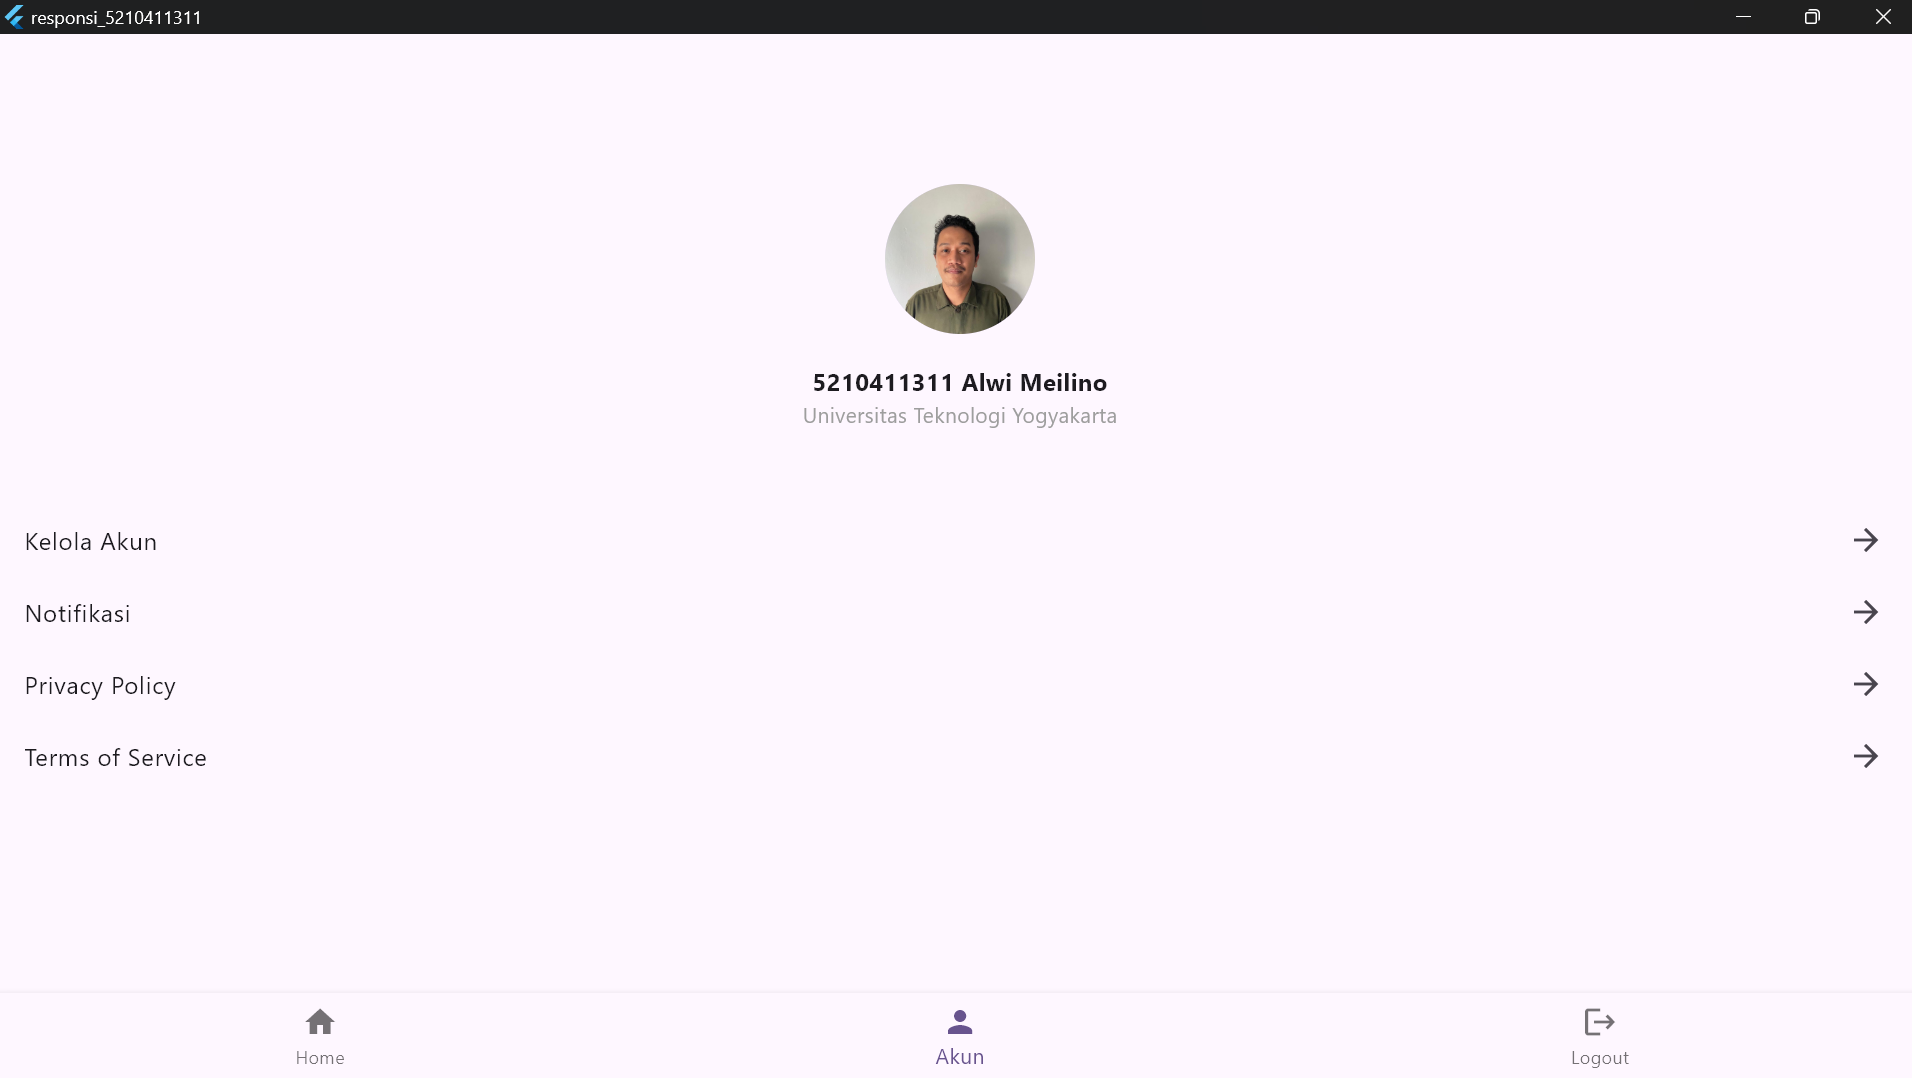 responsi_5210411311
5210411311 Alwi Meilino
Universitas Teknologi Yogyakarta
Kelola Akun
Notifikasi
Privacy Policy
Terms of Service
Home
Akun
Logout